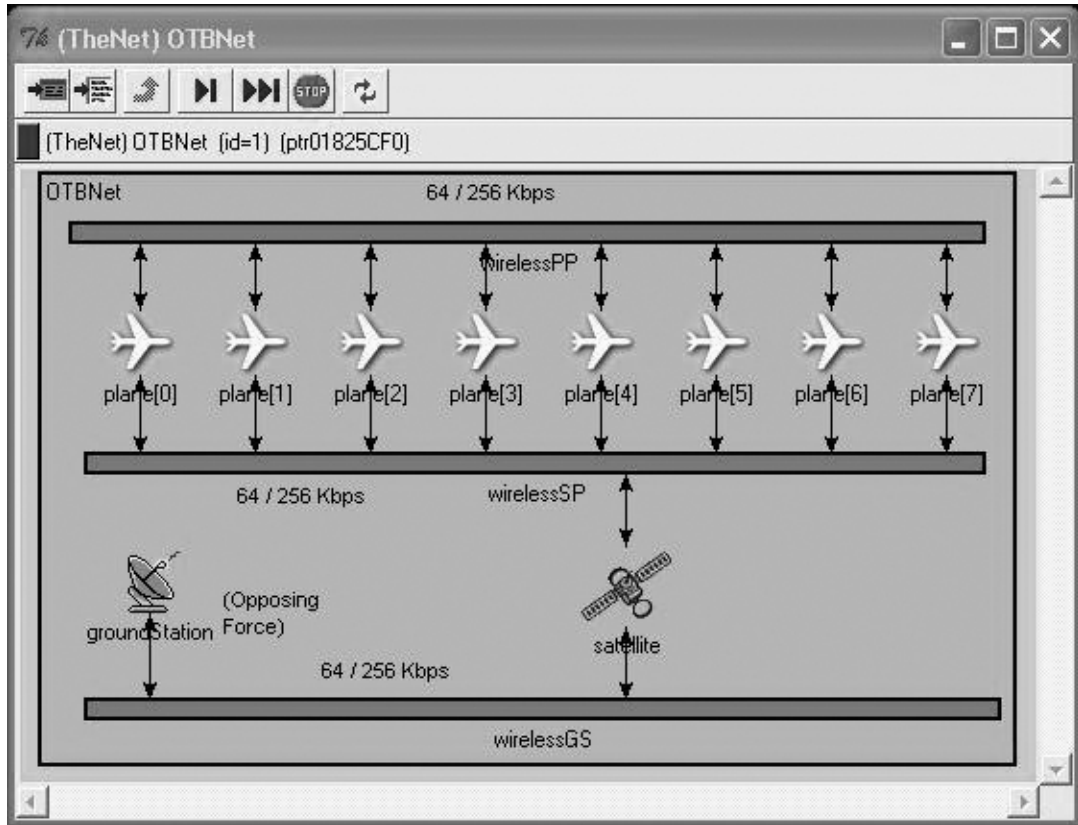 (TheNet) OTBNet
STOP
(TheNet) OTBNet (id=1) (ptr01825CF0)
OTBNet
64 / 256 Kbps
wirelessPP
plane[0] plane[1] plane[2] plane[3] plane[4] plane[5] plane[6] plane[7]
64 / 256 Kbps
wirelessSP
(Opposing
Force)
groundStation
satellite
64 / 256 Kbps
wirelessGS